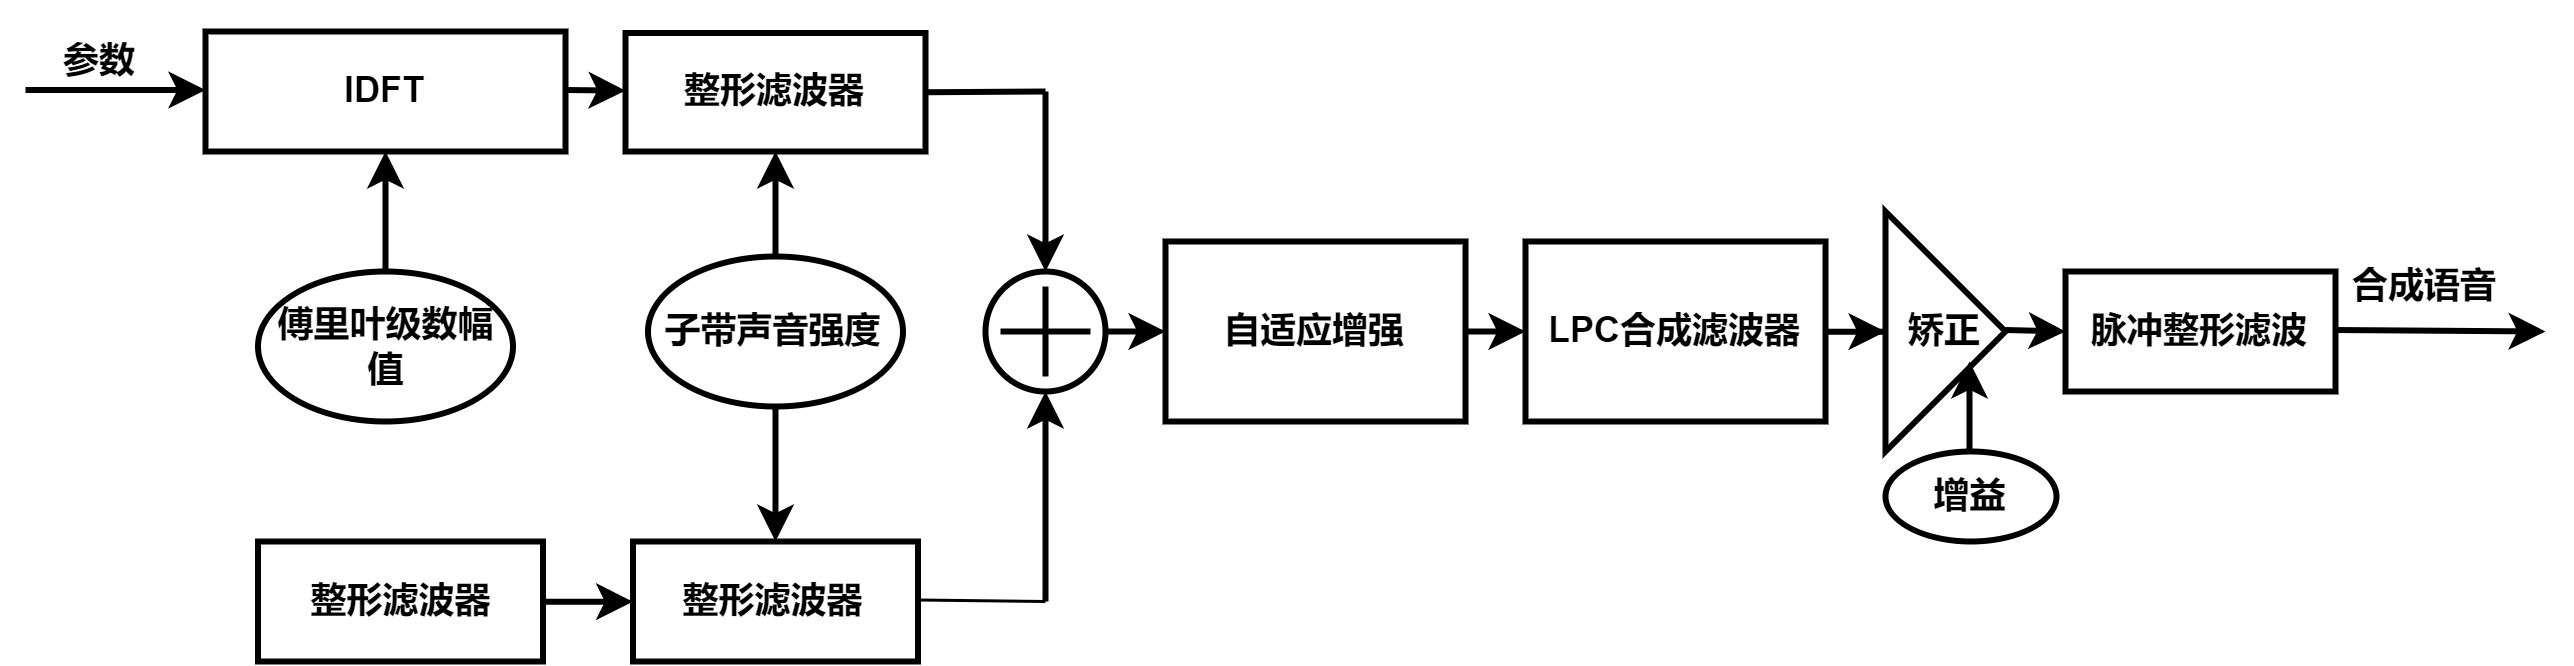 参数
IDFT
整形滤波器
傅里叶级数幅
值
子带声音强度
整形滤波器
整形滤波器
自适应增强
LPC合成滤波器
矫正
增益
脉冲整形滤波
合成语音